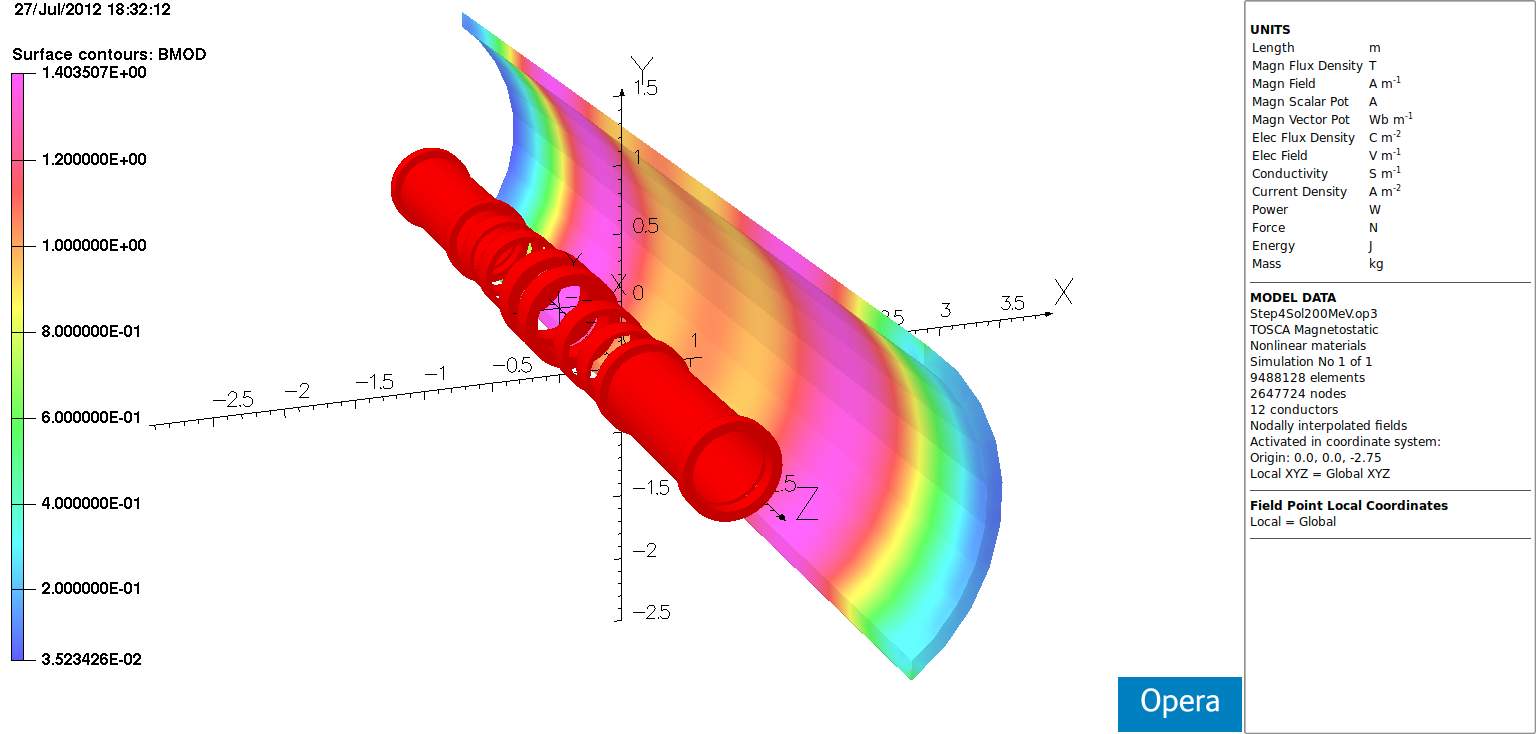 27/Jul/2012 18:32:12
Surface contours: BMOD
1.403507E+00
1.200000E+00
1.000000E+00
8.000000E-01
6.000000E-01
4.000000E-01
2.000000E-01
3.523426E-02
Y
1.5
1
0.5
0
-1.5
-2
-2.5
-2.5
-2
-1.5
-1
-0.5
1
2.5
3
3.5
X
Y
X
.5
Z
Opera
UNITS
Length m
Magn Flux Density T
Magn Field A m-1
Magn Scalar Pot A
Magn Vector Pot Wb m-1
Elec Flux Density C m-2
Elec Field V m-1
Conductivity S m-1
Current Density A m-2
Power W
Force N
Energy J
Mass kg
MODEL DATA
Step4Sol200MeV.op3
TOSCA Magnetostatic
Nonlinear materials
Simulation No 1 of 1
9488128 elements
2647724 nodes
12 conductors
Nodally interpolated fields
Activated in coordinate system:
Origin: 0.0, 0.0, -2.75
Local XYZ = Global XYZ
Field Point Local Coordinates
Local = Global